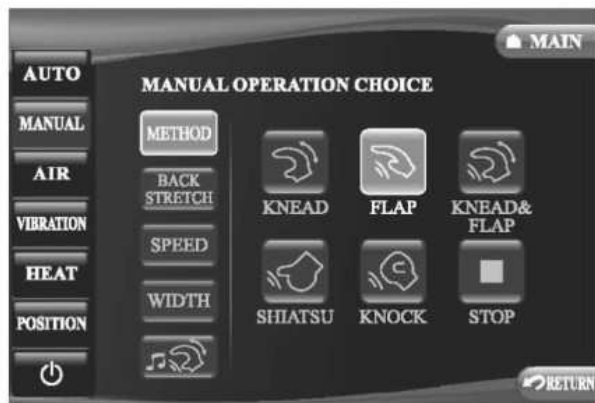 MAIN
AUTO
MANUAL
AIR
VIBRATION
HEAT
POSITION
MANUAL OPERATION CHOICE
METHOD
BACK
STRETCH
SPEED
WIDTH
KNEAD
FLAP
KNEAD&
FLAP
SHIATSU
KNOCK
STOP
RETURN